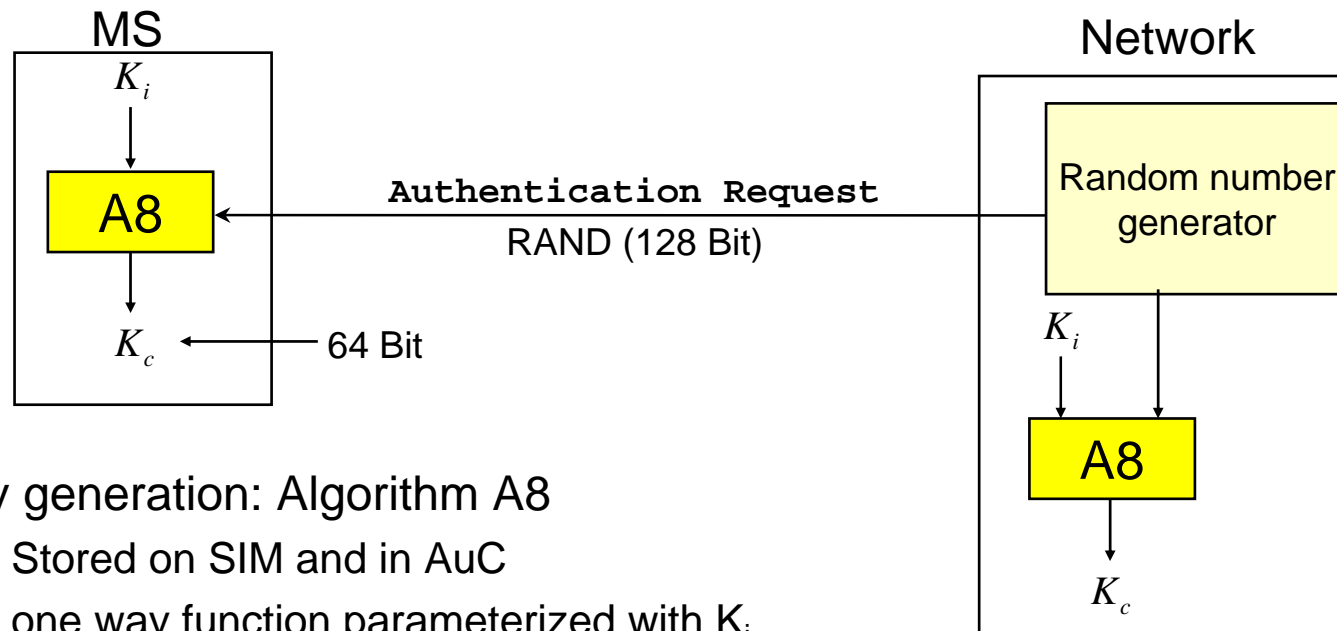 MS
Network
K_i
A8
K_c
64 Bit
Authentication Request
RAND (128 Bit)
Random number
generator
K_i
A8
K_c
generation: Algorithm A8
Stored on SIM and in AuC
one way function parameterized with K_i